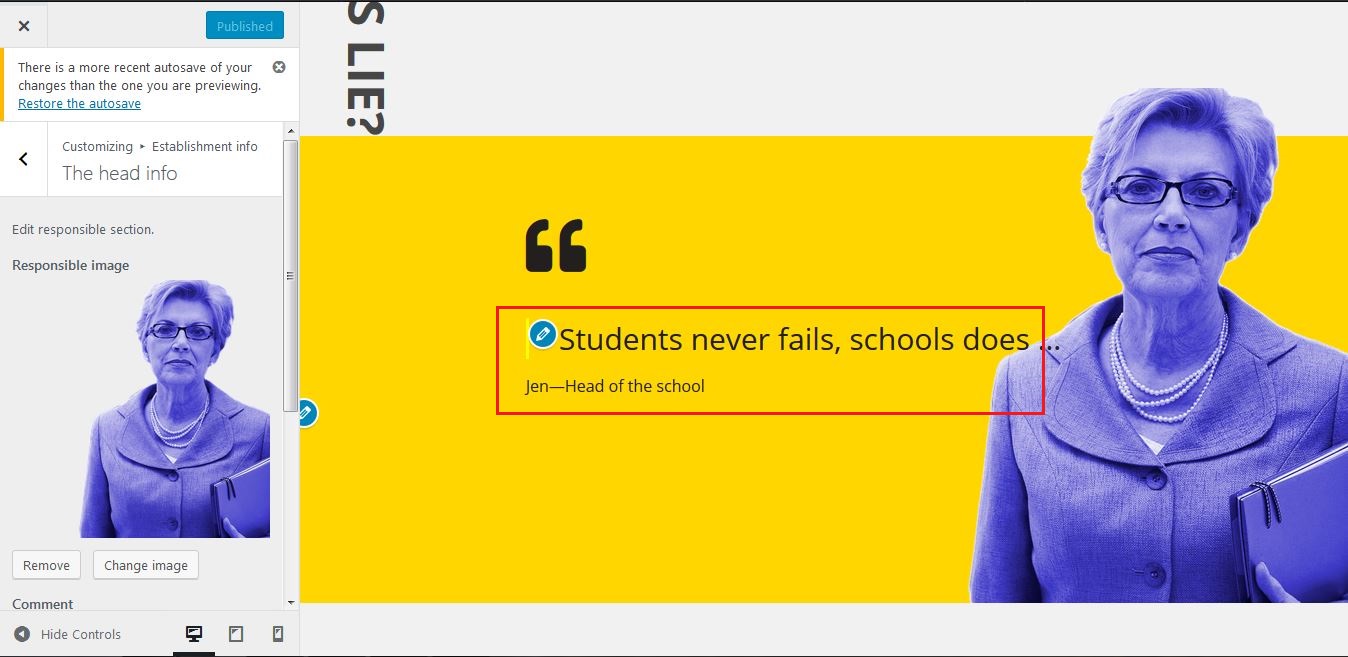 Published
There is a more recent autosave of your
changes than the one you are previewing.
Restore the autosave
Customizing ▸ Establishment info
The head info
Edit responsible section.
Responsible image
Remove
Change image
Comment
Hide Controls
S LIE?
“
Students never fails, schools does ...
Jen—Head of the school